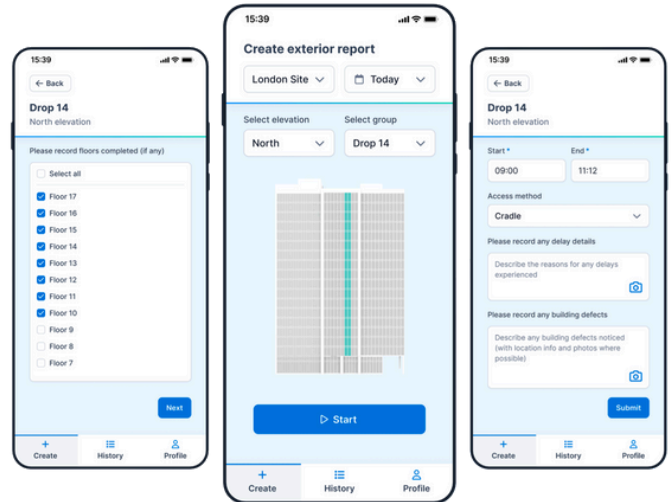 15:39
← Back
Drop 14
North elevation
Please record floors completed (if any)
Select all
Floor 17
Floor 16
Floor 15
Floor 14
Floor 13
Floor 12
Floor 11
Floor 10
Floor 9
Floor 8
Floor 7
Next
Create
History
Profile
15:39
Create exterior report
London Site
Today
Select elevation
Select group
North
Drop 14
Start
Create
History
Profile
15:39
← Back
Drop 14
North elevation
Start *
End *
09:00
11:12
Access method
Cradle
Please record any delay details
Describe the reasons for any delays
experienced
Please record any building defects
Describe any building defects noticed
(with location info and photos where
possible)
Submit
Create
History
Profile